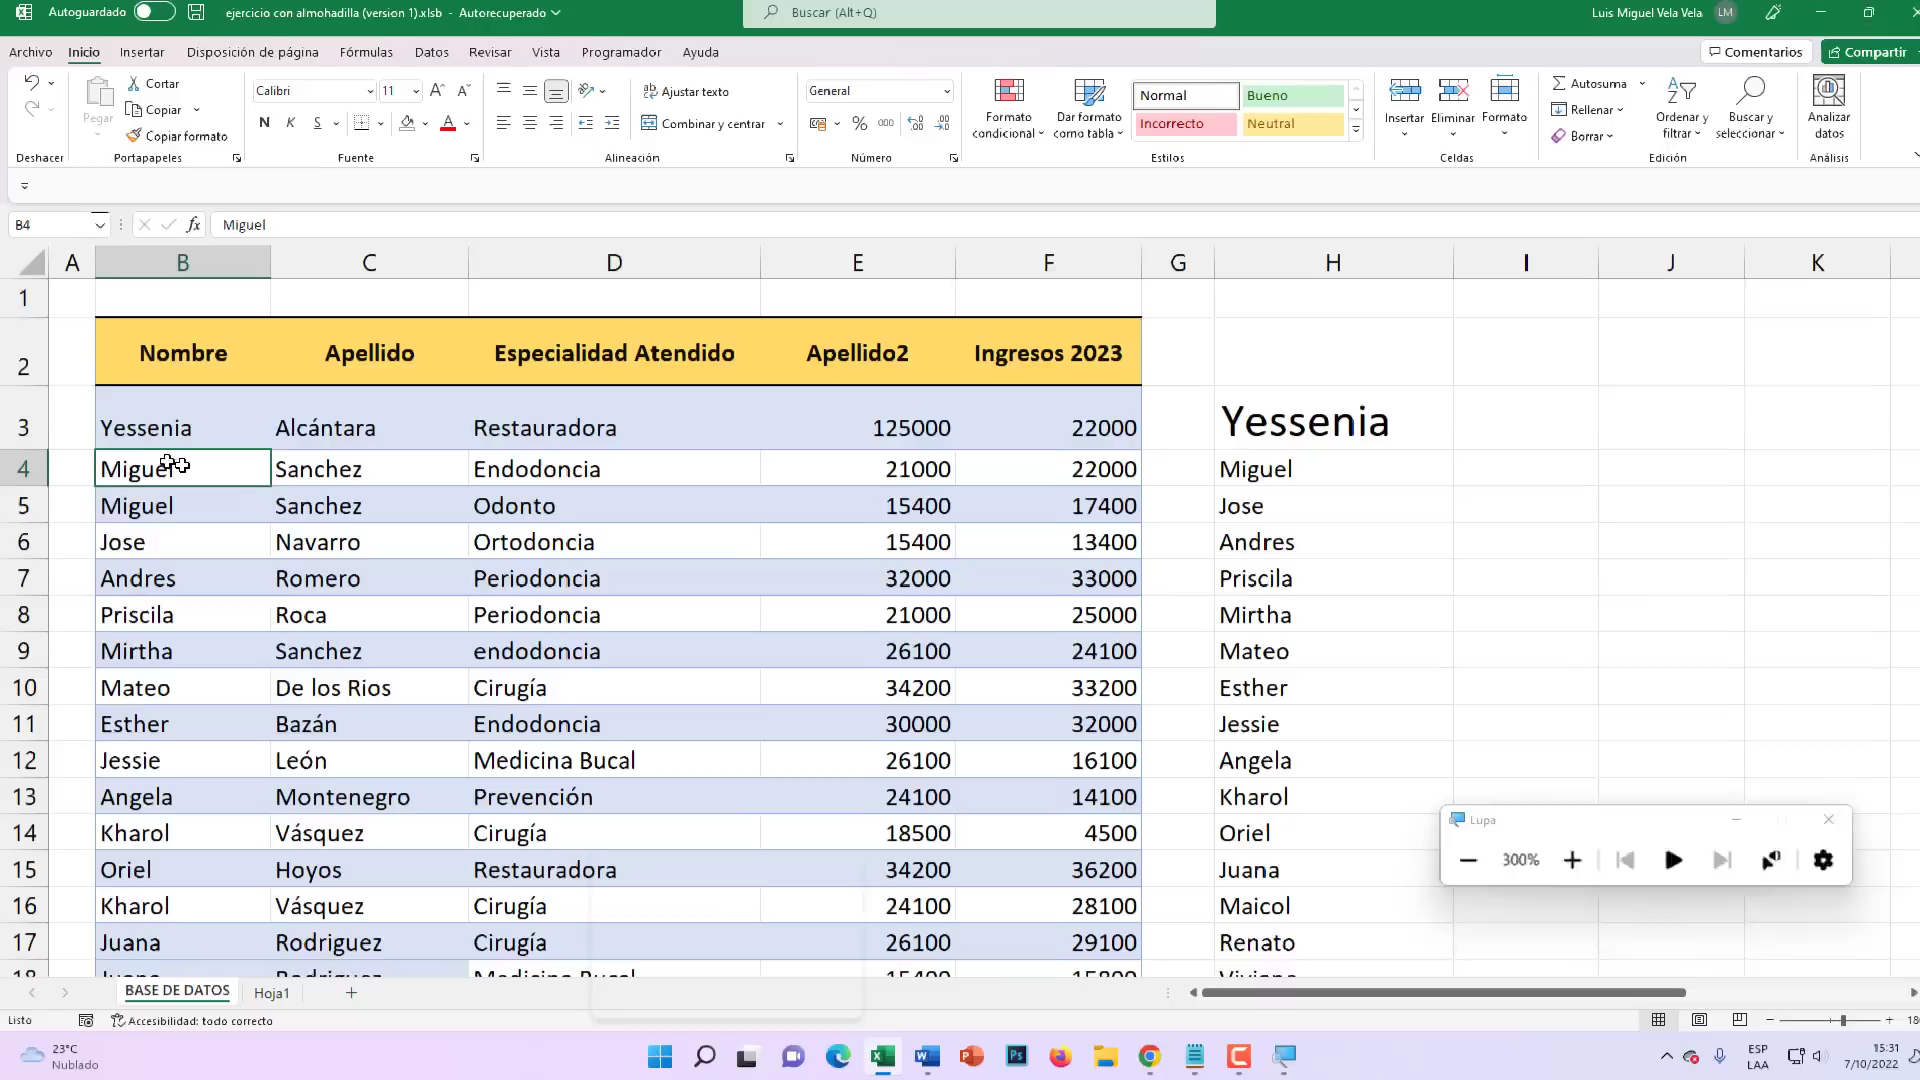 Autoguardado ejercicio con almohadilla (version 1).xlsb - Autorecuperado Buscar (Alt+Q) Luis Miguel Vela Vela LM
Archivo Inicio Insertar Disposición de página Fórmulas Datos Revisar Vista Programador Ayuda Comentarios Compartir
Pegar Cortar Copiar Copiar formato
Calibri 11 N K S
Ajustar texto
Combinar y centrar
General % 000
Formato condicional
Dar formato como tabla
Normal Bueno
Incorrecto Neutral
Insertar Eliminar Formato
Autosuma
Rellenar
Borrar
Ordenar y filtrar
Buscar y seleccionar
Analizar datos
Deshacer Portapapeles Fuente Alineación Número Estilos Celdas Edición Análisis
B4 fx Miguel
A B C D E F G H I J K
1
2 Nombre Apellido Especialidad Atendido Apellido2 Ingresos 2023
3 Yessenia Alcántara Restauradora 125000 22000 Yessenia
4 Miguel Sanchez Endodoncia 21000 22000 Miguel
5 Miguel Sanchez Odonto 15400 17400 Jose
6 Jose Navarro Ortodoncia 15400 13400 Andres
7 Andres Romero Periodoncia 32000 33000 Priscila
8 Priscila Roca Periodoncia 21000 25000 Mirtha
9 Mirtha Sanchez endodoncia 26100 24100 Mateo
10 Mateo De los Rios Cirugía 34200 33200 Esther
11 Esther Bazán Endodoncia 30000 32000 Jessie
12 Jessie León Medicina Bucal 26100 16100 Angela
13 Angela Montenegro Prevención 24100 14100 Kharol
14 Kharol Vásquez Cirugía 18500 4500 Oriel
15 Oriel Hoyos Restauradora 34200 36200 Juana
16 Kharol Vásquez Cirugía 24100 28100 Maicol
17 Juana Rodriguez Cirugía 26100 29100 Renato
18 Juana Rodriguez Medicina Bucal 15400 15800 Viviana
Lupa
300%
BASE DE DATOS Hoja1
Listo Accesibilidad: todo correcto 18
23°C
Nublado
ESP
LAA
15:31
7/10/2022